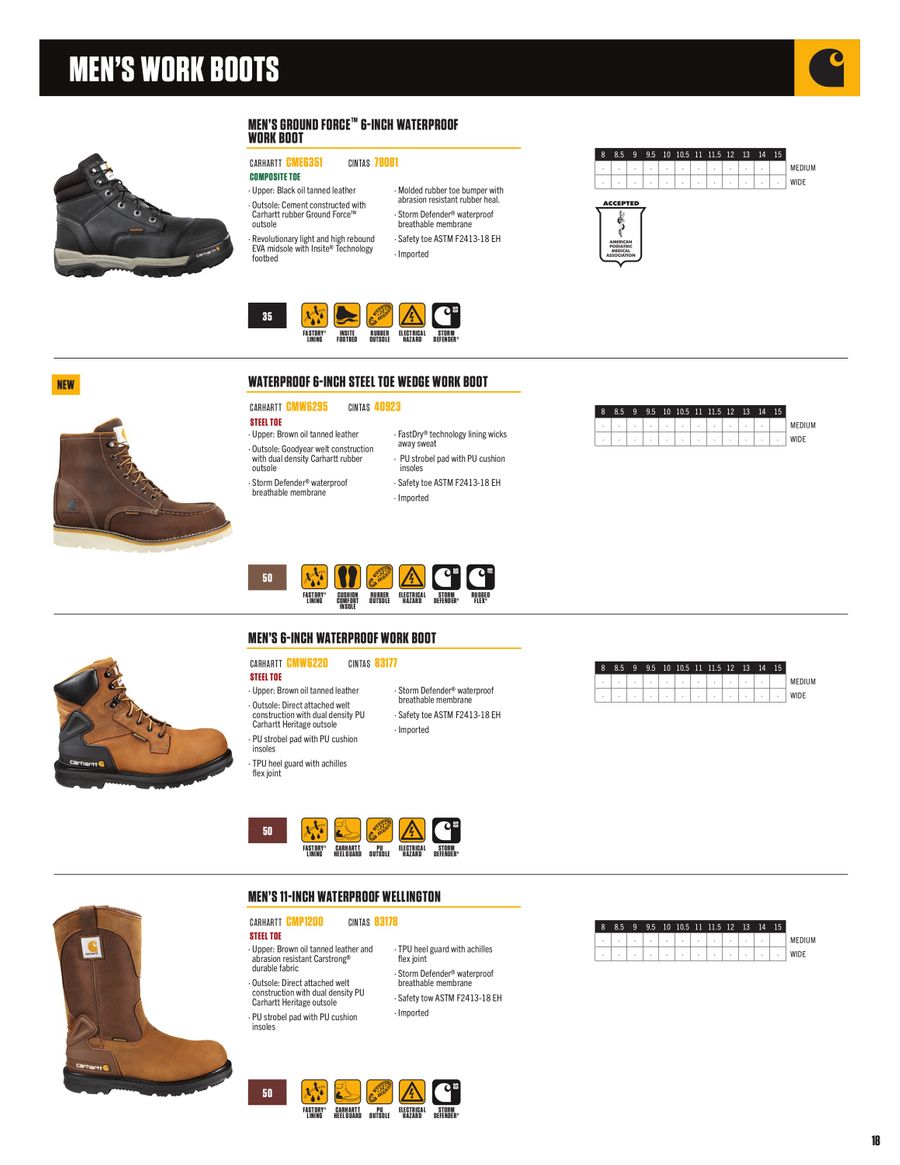 MEN'S WORK BOOTS
MEN'S GROUND FORCE™ 6-INCH WATERPROOF
WORK BOOT
CARHARTT CME6351 CINTAS 78081
COMPOSITE TOE
· Upper: Black oil tanned leather
· Outsole: Cement constructed with
Carhartt rubber Ground Force™
outsole
· Revolutionary light and high rebound
EVA midsole with Insite® Technology
footbed
· Molded rubber toe bumper with
abrasion resistant rubber heal.
· Storm Defender® waterproof
breathable membrane
· Safety toe ASTM F2413-18 EH
· Imported
8 8.5 9 9.5 10 10.5 11 11.5 12 13 14 15
MEDIUM
WIDE
ACCEPTED
AMERICAN
PODIATRIC
MEDICAL
ASSOCIATION
35
FASTDRY® LINING
INSITE FOOTBED
RUBBER OUTSOLE
ELECTRICAL HAZARD
STORM DEFENDER®
NEW
WATERPROOF 6-INCH STEEL TOE WEDGE WORK BOOT
CARHARTT CMW6295 CINTAS 40923
STEEL TOE
· Upper: Brown oil tanned leather
· Outsole: Goodyear welt construction
with dual density Carhartt rubber
outsole
· Storm Defender® waterproof
breathable membrane
· FastDry® technology lining wicks
away sweat
· PU strobel pad with PU cushion
insoles
· Safety toe ASTM F2413-18 EH
· Imported
8 8.5 9 9.5 10 10.5 11 11.5 12 13 14 15
MEDIUM
WIDE
50
FASTDRY® LINING
CUSHION COMFORT INSOLE
RUBBER OUTSOLE
ELECTRICAL HAZARD
STORM DEFENDER®
RUGGED FLEX®
MEN'S 6-INCH WATERPROOF WORK BOOT
CARHARTT CMW6220 CINTAS 83177
STEEL TOE
· Upper: Brown oil tanned leather
· Outsole: Direct attached welt
construction with dual density PU
Carhartt Heritage outsole
· PU strobel pad with PU cushion
insoles
· TPU heel guard with achilles
flex joint
· Storm Defender® waterproof
breathable membrane
· Safety toe ASTM F2413-18 EH
· Imported
8 8.5 9 9.5 10 10.5 11 11.5 12 13 14 15
MEDIUM
WIDE
carhartt
50
FASTDRY® LINING
CARHARTT HEEL GUARD
PU OUTSOLE
ELECTRICAL HAZARD
STORM DEFENDER®
MEN'S 11-INCH WATERPROOF WELLINGTON
CARHARTT CMP1200 CINTAS 83178
STEEL TOE
· Upper: Brown oil tanned leather and
abrasion resistant Carstrong®
durable fabric
· Outsole: Direct attached welt
construction with dual density PU
Carhartt Heritage outsole
· PU strobel pad with PU cushion
insoles
· TPU heel guard with achilles
flex joint
· Storm Defender® waterproof
breathable membrane
· Safety tow ASTM F2413-18 EH
· Imported
8 8.5 9 9.5 10 10.5 11 11.5 12 13 14 15
MEDIUM
WIDE
carhartt
50
FASTDRY® LINING
CARHARTT HEEL GUARD
PU OUTSOLE
ELECTRICAL HAZARD
STORM DEFENDER®
18